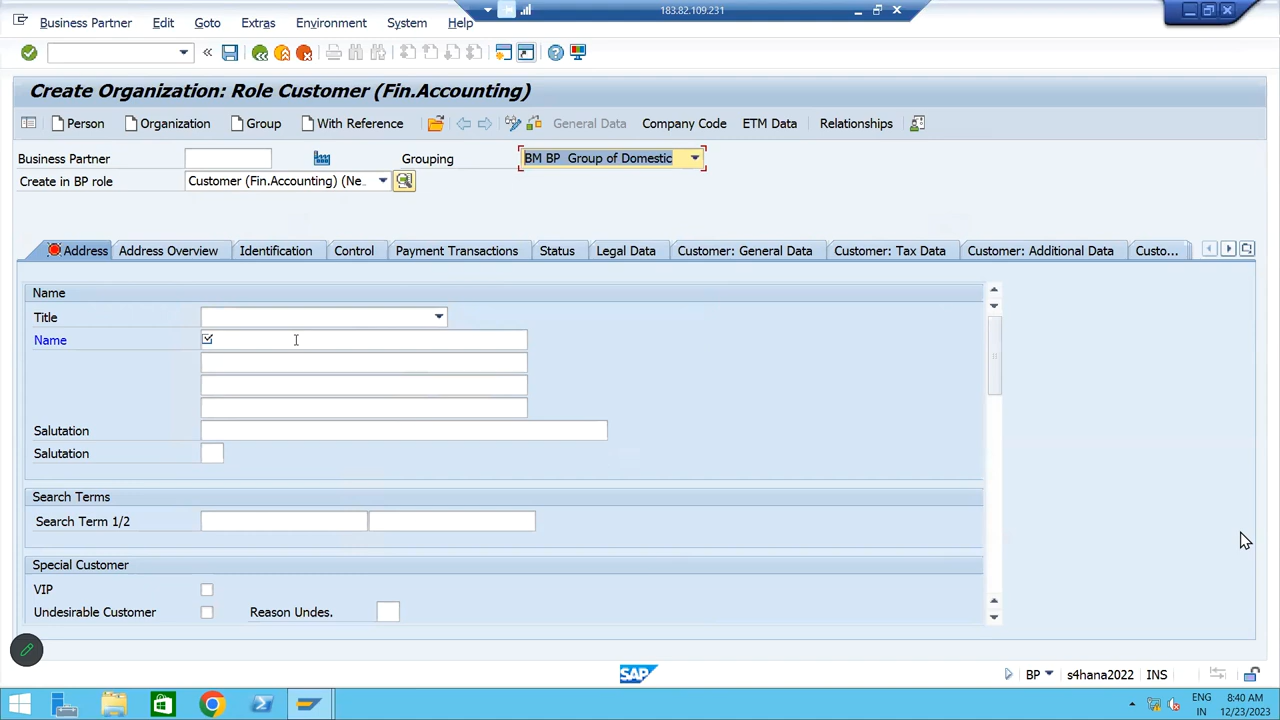 183.82.109.231
Business Partner Edit Goto Extras Environment System Help
Create Organization: Role Customer (Fin.Accounting)
Person Organization Group With Reference General Data Company Code ETM Data Relationships
Business Partner Grouping BM BP Group of Domestic
Create in BP role Customer (Fin.Accounting) (Ne..
Address Address Overview Identification Control Payment Transactions Status Legal Data Customer: General Data Customer: Tax Data Customer: Additional Data Custo...
Name
Title
Name
Salutation
Salutation
Search Terms
Search Term 1/2
Special Customer
VIP
Undesirable Customer Reason Undes.
SAP BP s4hana2022 INS
ENG 8:40 AM
IN 12/23/2023